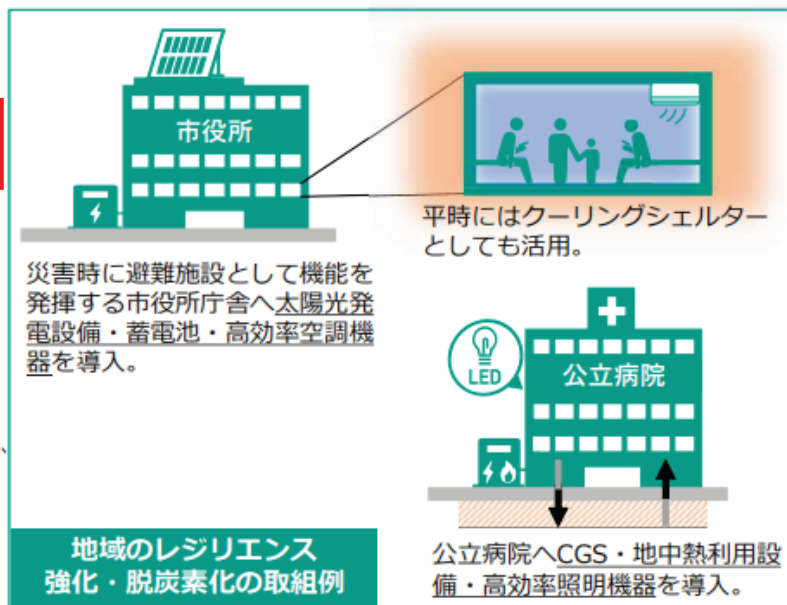 市役所
平時にはクーリングシェルター
としても活用。
災害時に避難施設として機能を
発揮する市役所庁舎へ太陽光発
電設備・蓄電池・高効率空調機
器を導入。
LED
公立病院
、
地域のレジリエンス
強化・脱炭素化の取組例
公立病院へCGS・地中熱利用設
備・高効率照明機器を導入。